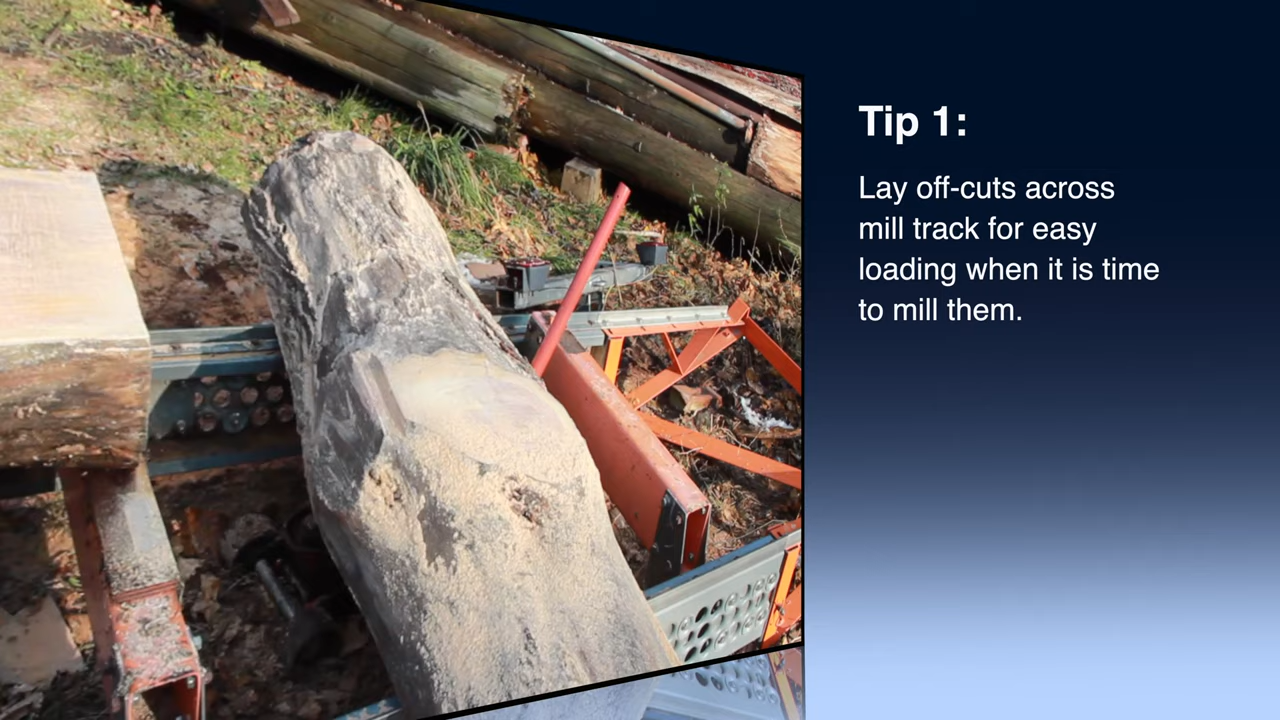 Tip 1:
Lay off-cuts across
mill track for easy
loading when it is time
to mill them.